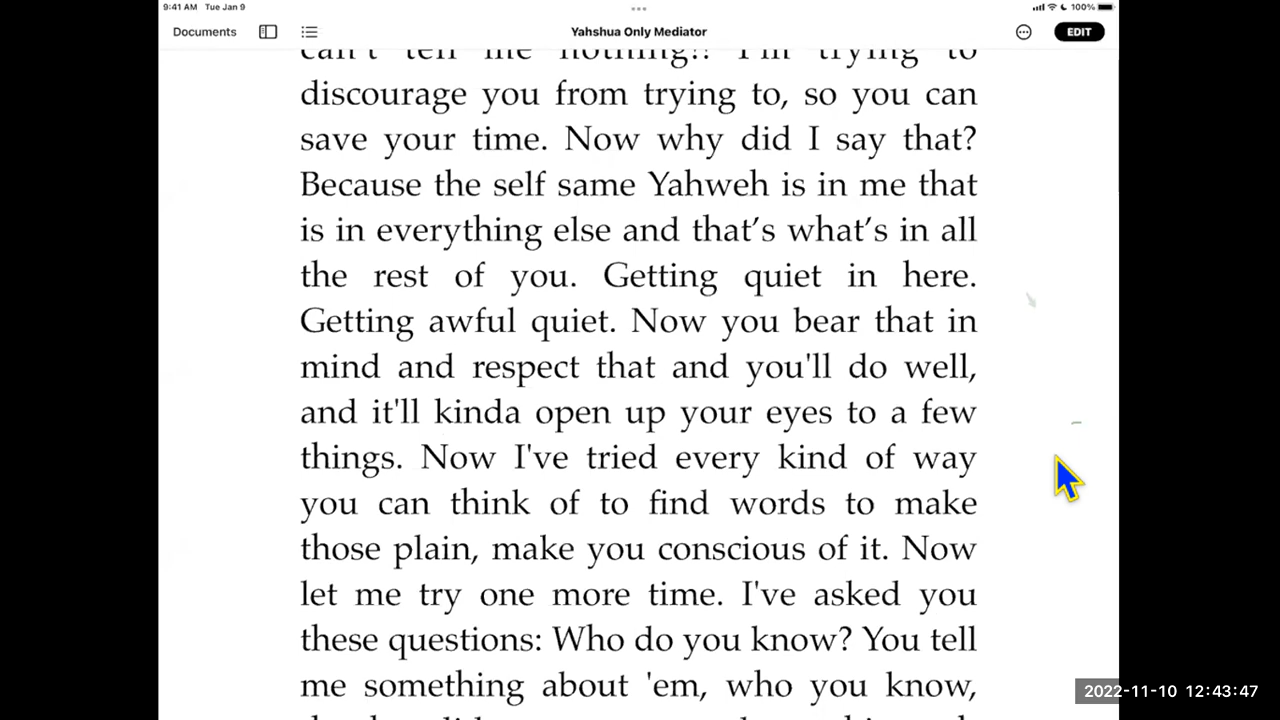 9:41 AM Tue Jan 9
100%
Documents
Yahshua Only Mediator
EDIT
can't tell me nothing!! I'm trying to
discourage you from trying to, so you can
save your time. Now why did I say that?
Because the self same Yahweh is in me that
is in everything else and that’s what’s in all
the rest of you. Getting quiet in here.
Getting awful quiet. Now you bear that in
mind and respect that and you'll do well,
and it'll kinda open up your eyes to a few
things. Now I've tried every kind of way
you can think of to find words to make
those plain, make you conscious of it. Now
let me try one more time. I've asked you
these questions: Who do you know? You tell
me something about 'em, who you know,
2022-11-10 12:43:47